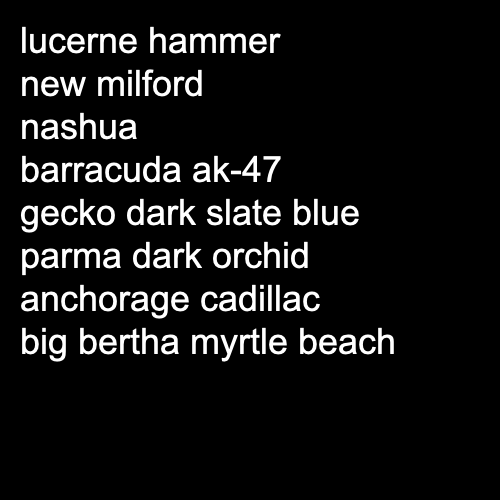 lucerne hammer
new milford
nashua
barracuda ak-47
gecko dark slate blue
parma dark orchid
anchorage cadillac
big bertha myrtle beach